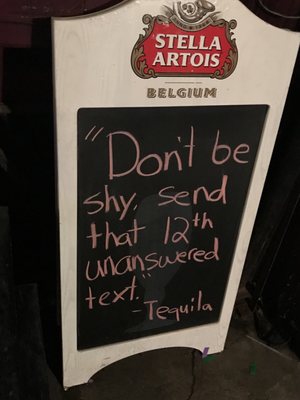 STELLA
ARTOIS
BELGIUM
"Don't be
shy, send
that 12th
unanswered
text."
-Tequila